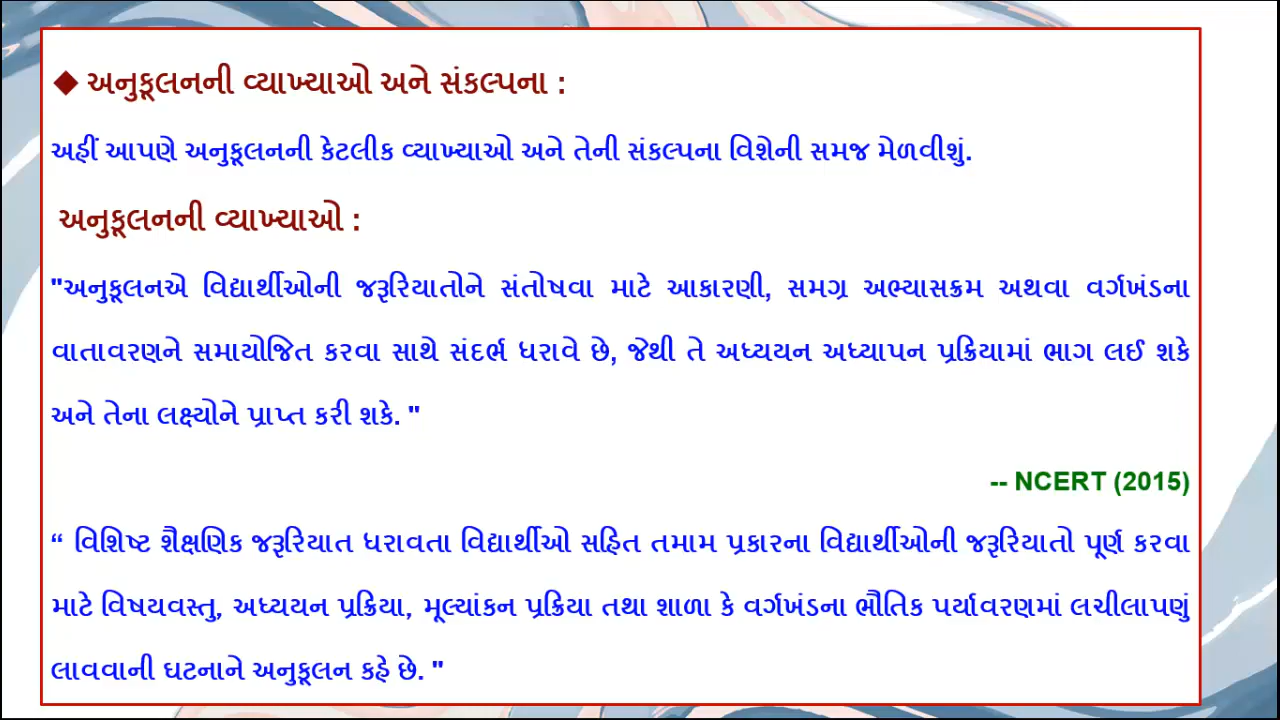 ◆ અનુકૂલનની વ્યાખ્યાઓ અને સંકલ્પના :
અહીં આપણે અનુકૂલનની કેટલીક વ્યાખ્યાઓ અને તેની સંકલ્પના વિશેની સમજ મેળવીશું.
અનુકૂલનની વ્યાખ્યાઓ :
"અનુકૂલનએ વિદ્યાર્થીઓની જરૂરિયાતોને સંતોષવા માટે આકારણી, સમગ્ર અભ્યાસક્રમ અથવા વર્ગખંડના
વાતાવરણને સમાયોજિત કરવા સાથે સંદર્ભ ધરાવે છે, જેથી તે અધ્યયન અધ્યાપન પ્રક્રિયામાં ભાગ લઈ શકે
અને તેના લક્ષ્યોને પ્રાપ્ત કરી શકે. "
-- NCERT (2015)
“ વિશિષ્ટ શૈક્ષણિક જરૂરિયાત ધરાવતા વિદ્યાર્થીઓ સહિત તમામ પ્રકારના વિદ્યાર્થીઓની જરૂરિયાતો પૂર્ણ કરવા
માટે વિષયવસ્તુ, અધ્યયન પ્રક્રિયા, મૂલ્યાંકન પ્રક્રિયા તથા શાળા કે વર્ગખંડના ભૌતિક પર્યાવરણમાં લચીલાપણું
લાવવાની ઘટનાને અનુકૂલન કહે છે. "